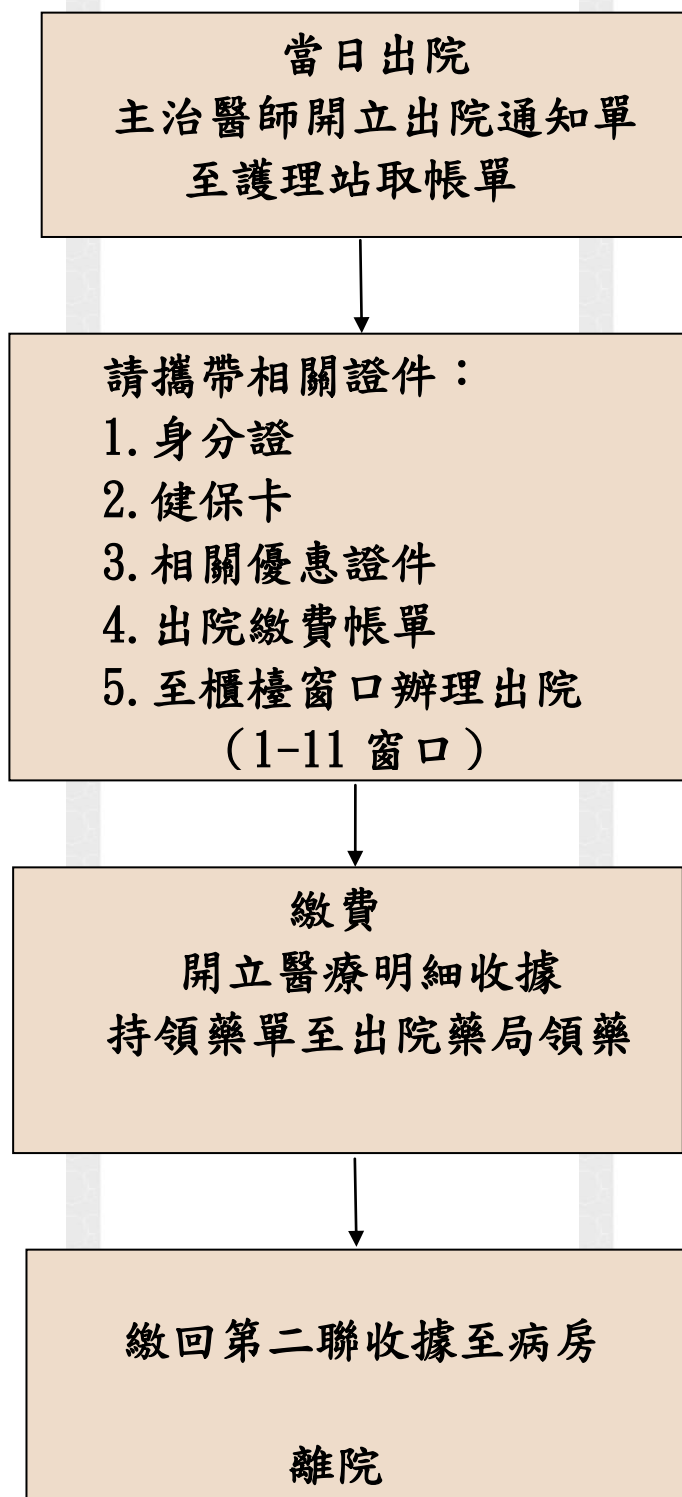 當日出院
主治醫師開立出院通知單
至護理站取帳單
請攜帶相關證件：
1.身分證
2.健保卡
3.相關優惠證件
4.出院繳費帳單
5.至櫃檯窗口辦理出院
（1-11 窗口）
繳費
開立醫療明細收據
持領藥單至出院藥局領藥
繳回第二聯收據至病房
離院